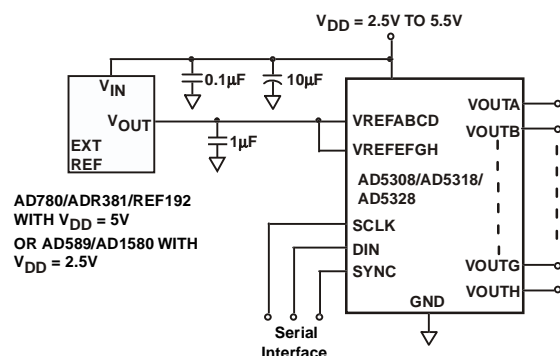 V_DD = 2.5V TO 5.5V
0.1µF
10µF
V_IN
V_OUT
EXT
REF
1µF
AD780/ADR381/REF192
WITH V_DD = 5V
OR AD589/AD1580 WITH
V_DD = 2.5V
VREFABCD
VREFEFGH
AD5308/AD5318/
AD5328
SCLK
DIN
SYNC
GND
VOUTA
VOUTB
VOUTG
VOUTH
Serial
Interface